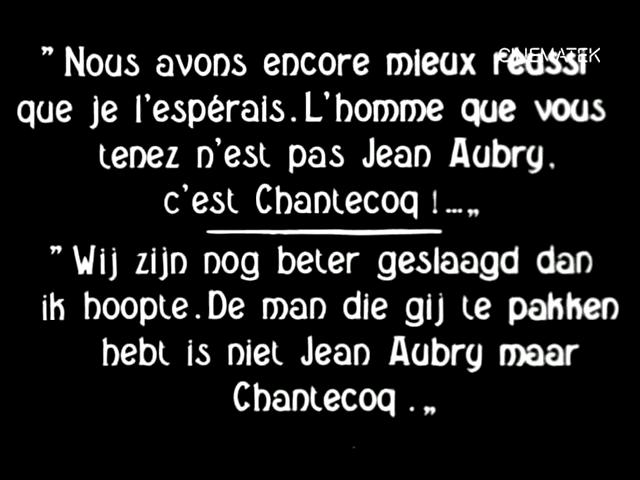 CINEMATEK
"Nous avons encore mieux réussi
que je l'espérais. L'homme que vous
tenez n'est pas Jean Aubry,
c'est Chantecoq !...„
"Wij zijn nog beter geslaagd dan
ik hoopte. De man die gij te pakken
hebt is niet Jean Aubry maar
Chantecoq .„